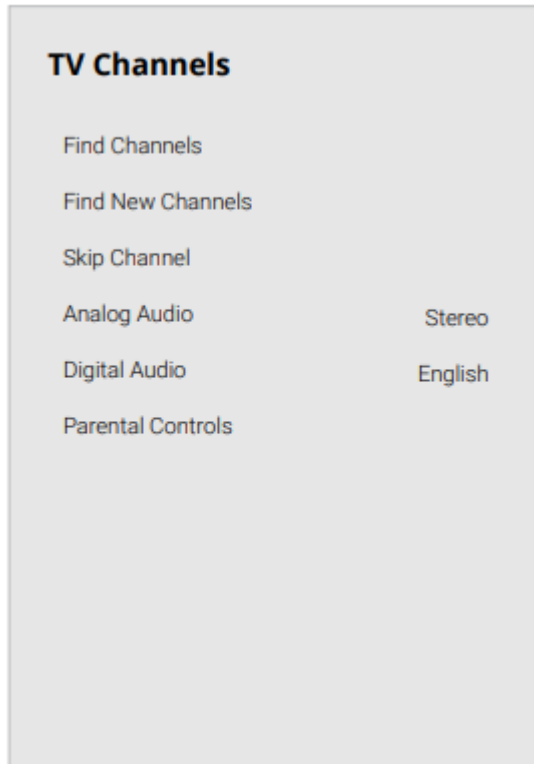 TV Channels
Find Channels
Find New Channels
Skip Channel
Analog Audio Stereo
Digital Audio English
Parental Controls